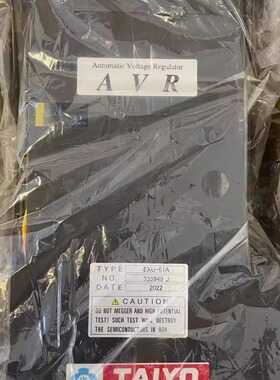 Automatic Voltage Regulator
A V R
TYPE EXU-61A
NO.
DATE 2022
CAUTION
DO NOT MEGGER AND HIGH POTENTIAL
TEST! SUCH TEST WILL DESTROY
THE SEMICONDUCTORS IN BOX
TAIYO